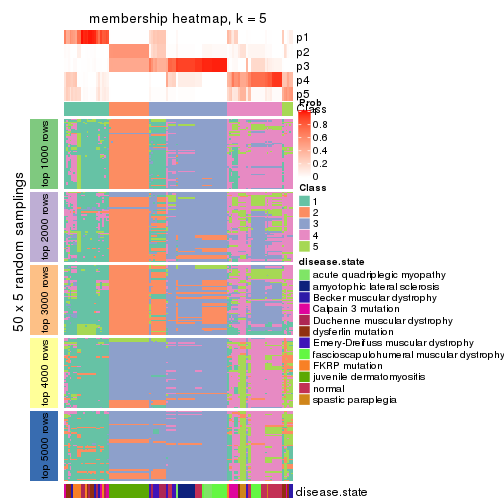 membership heatmap, k = 5
p1
p2
p3
p4
p5
Prob
Class
1
0.8
0.6
0.4
0.2
0
Class
1
2
3
4
5
disease.state
acute quadriplegic myopathy
amyotophic lateral sclerosis
Becker muscular dystrophy
Calpain 3 mutation
Duchenne muscular dystrophy
dysferlin mutation
Emery-Dreifuss muscular dystrophy
fascioscapulohumeral muscular dystrophy
FKRP mutation
juvenile dermatomyositis
normal
spastic paraplegia
50 x 5 random samplings
top 1000 rows
top 2000 rows
top 3000 rows
top 4000 rows
top 5000 rows
disease.state